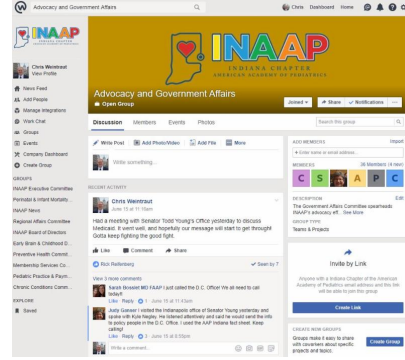 Advocacy and Government Affairs
Chris Dashboard Home
INAAP
INDIANA CHAPTER
AMERICAN ACADEMY OF PEDIATRICS
INAAP
INDIANA CHAPTER
AMERICAN ACADEMY OF PEDIATRICS
Advocacy and Government Affairs
Open Group
Joined Share Notifications
Chris Weintraut
View Profile
News Feed
Add People
Manage Integrations
Work Chat
Groups
Events
Company Dashboard
Create Group
GROUPS
INAAP Executive Committee
Perinatal & Infant Mortality...
INAAP News
Regional Affairs Committee
INAAP Board of Directors
Early Brain & Childhood D...
Preventive Health Commit...
Membership Services Co...
Pediatric Practice & Paym...
Chronic Conditions Comm...
EXPLORE
Saved
Discussion Members Events Photos
Search this group
Write Post Add Photo/Video Add File More
Write something...
RECENT ACTIVITY
Chris Weintraut
June 15 at 11:10am
Had a meeting with Senator Todd Young's Office yesterday to discuss
Medicaid. It went well, and hopefully our message will start to get through!
Gotta keep fighting the good fight.
Like Comment Share
Rick Reifenberg Seen by 7
View 3 more comments
Sarah Bosslet MD FAAP I just called the D.C. Office! We all need to call
today!!
Like · Reply · 1 · June 15 at 11:43am
Judy Ganser I visited the Indianapolis office of Senator Young yesterday and
spoke with Kyle Nagley. He listened attentively and said he would send the info
to policy people in the D.C. Office. I used the AAP Indiana fact sheet. Keep
calling!
Like · Reply · 3 · June 15 at 8:55pm
Write a comment...
ADD MEMBERS Import
+ Enter name or email address...
MEMBERS 36 Members (4 new)
C S A P C
DESCRIPTION Edit
The Government Affairs Committee spearheads
INAAP's advocacy eff... See More
GROUP TYPE
Teams & Projects
Invite by Link
Anyone with a Indiana Chapter of the American
Academy of Pediatrics email address and this link
will be able to join this group
Create Link
CREATE NEW GROUPS
Groups make it easy to share
with coworkers about specific
projects and topics.
Create Group